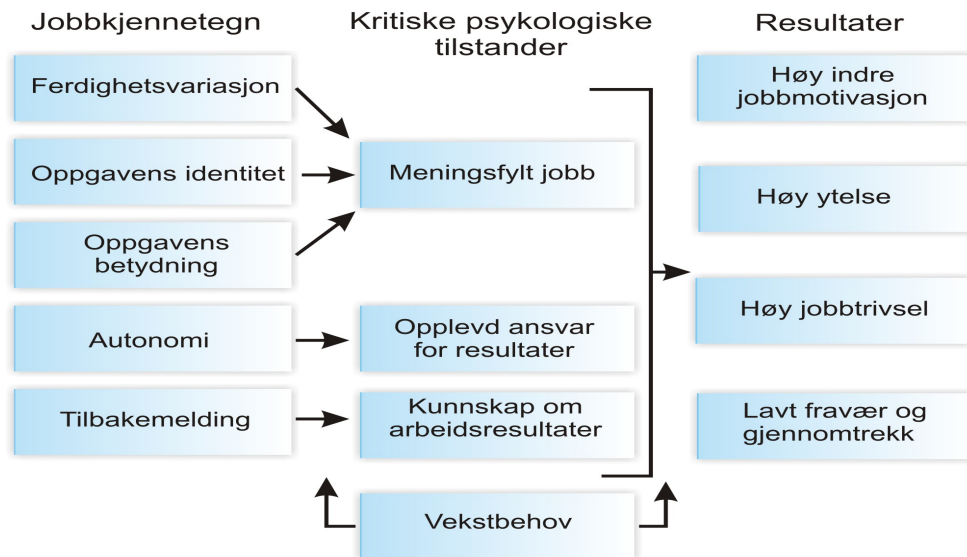 Jobbkjennetegn
Kritiske psykologiske
tilstander
Resultater
Ferdighetsvariasjon
Oppgavens identitet
Oppgavens
betydning
Autonomi
Tilbakemelding
Meningsfylt jobb
Opplevd ansvar
for resultater
Kunnskap om
arbeidsresultater
Vekstbehov
Høy indre
jobbmotivasjon
Høy ytelse
Høy jobbtrivsel
Lavt fravær og
gjennomtrekk